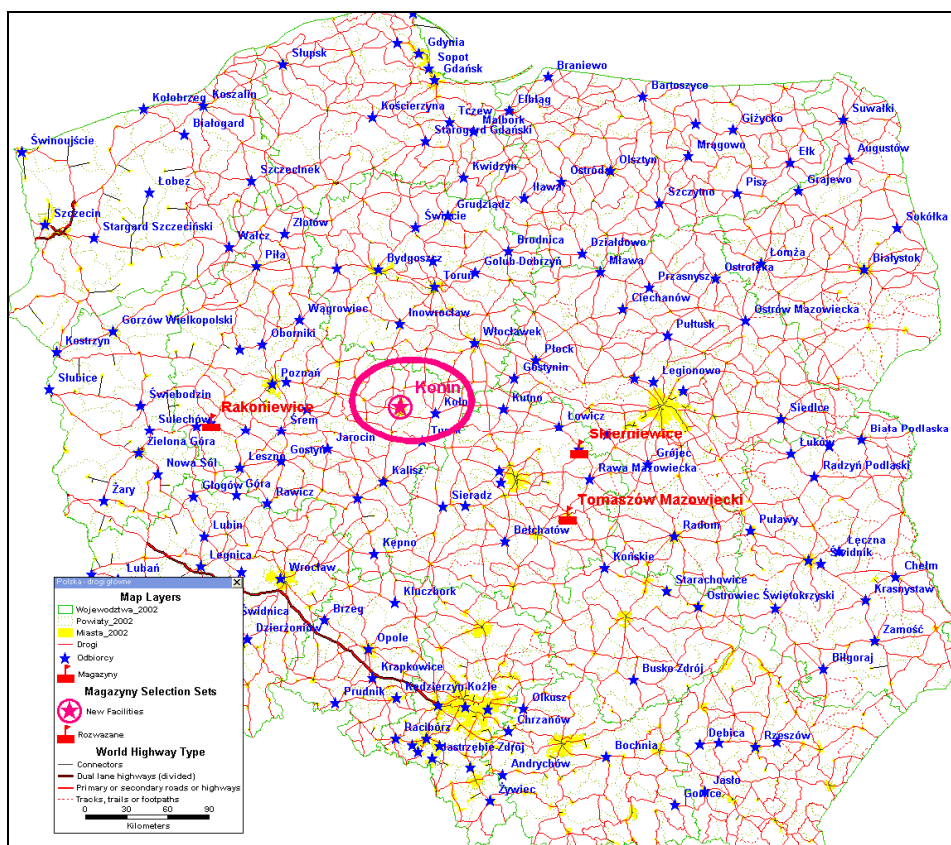 Gdynia
Słupsk
Sopot
Gdańsk
Braniewo
Bartoszyce
Kołobrzeg
Koszalin
Elbląg
Suwałki
Kościerzyna
Tczew
Malbork
Giżycko
Białogard
Starogard Gdański
Świnoujście
Olsztyn
Mrągowo
Ełk
Augustów
Szczecinek
Kwidzyn
Ostróda
Łobez
Iława
Szczytno
Pisz
Grajewo
Szczecin
Grudziądz
Świecie
Sokółka
Stargard Szczeciński
Złotów
Wałcz
Brodnica
Działdowo
Piła
Bydgoszcz
Golub-Dobrzyń
Łomża
Białystok
Toruń
Mława
Ostrołęka
Przasnysz
Ciechanów
Wągrowiec
Inowrocław
Ostrów Mazowiecka
Gorzów Wielkopolski
Kostrzyn
Oborniki
Włocławek
Pułtusk
Płock
Słubice
Poznań
Gostynin
Legionowo
Konin
Świebodzin
Rakoniewice
Koło
Kutno
Sulechów
Łowicz
Siedlce
Śrem
Turek
Skierniewice
Biała Podlaska
Zielona Góra
Jarocin
Łuków
Gostyń
Grójec
Leszno
Nowa Sól
Kalisz
Rawa Mazowiecka
Radzyń Podlaski
Żary
Głogów
Góra
Rawicz
Sieradz
Tomaszów Mazowiecki
Lubin
Bełchatów
Radom
Puławy
Kępno
Łęczna
Legnica
Końskie
Świdnik
Lubań
Wrocław
Chełm
Starachowice
Kluczbork
Krasnystaw
Świdnica
Brzeg
Ostrowiec Świętokrzyski
Dzierżoniów
Opole
Zamość
Krapkowice
Busko Zdrój
Biłgoraj
Prudnik
Kędzierzyn-Koźle
Olkusz
Racibórz
Chrzanów
Jastrzębie-Zdrój
Bochnia
Dębica
Rzeszów
Andrychów
Żywiec
Jasło
Gorlice
Polska - drogi główne
Map Layers
Wojewodztwa_2002
Powiaty_2002
Miasta_2002
Drogi
Odbiorcy
Magazyny
Magazyny Selection Sets
New Facilities
Rozwazane
World Highway Type
Connectors
Dual lane highways (divided)
Primary or secondary roads or highways
Tracks, trails or footpaths
0 30 60 90
Kilometers